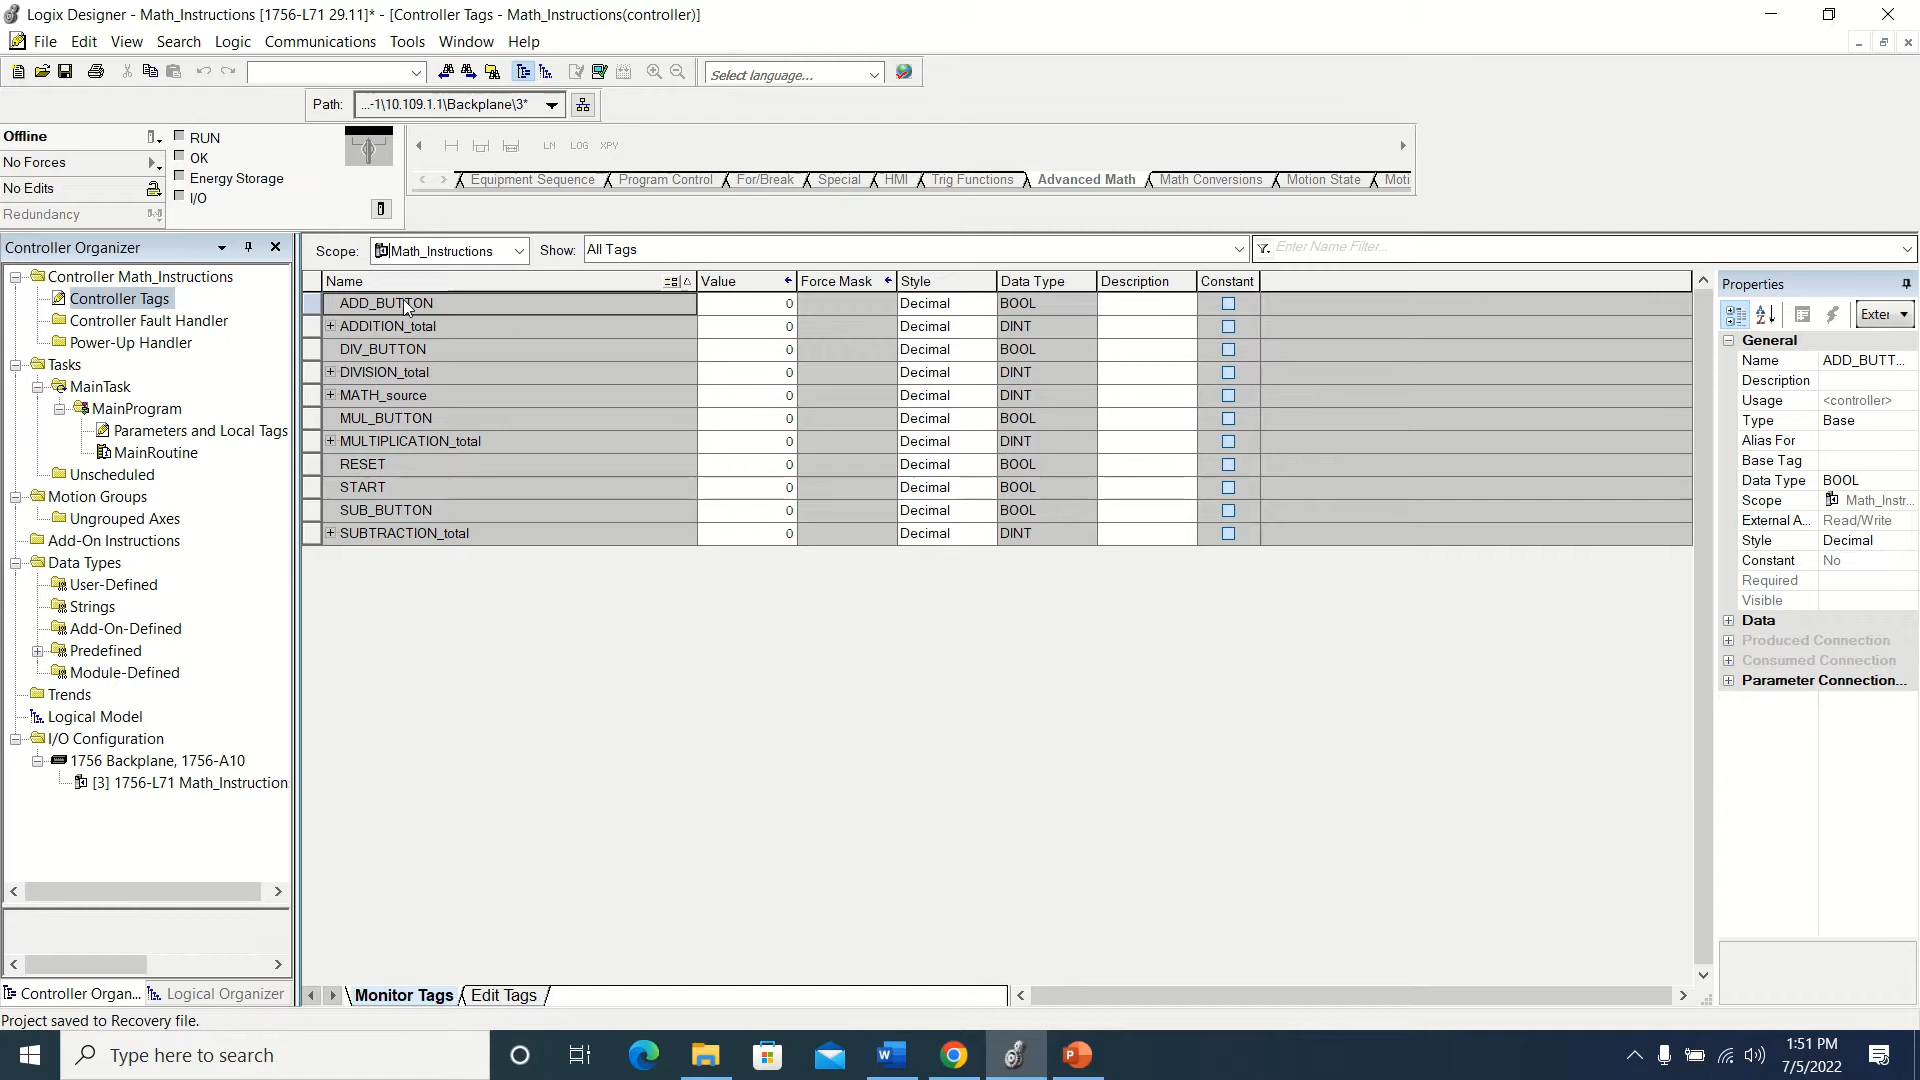 Logix Designer - Math_Instructions [1756-L71 29.11]* - [Controller Tags - Math_Instructions(controller)]
File Edit View Search Logic Communications Tools Window Help
Select language...
Path: ...-1\10.109.1.1\Backplane\3*
Offline
No Forces
No Edits
Redundancy
RUN
OK
Energy Storage
I/O
LN LOG XPY
Equipment Sequence Program Control For/Break Special HMI Trig Functions Advanced Math Math Conversions Motion State Moti
Controller Organizer
Controller Math_Instructions
Controller Tags
Controller Fault Handler
Power-Up Handler
Tasks
MainTask
MainProgram
Parameters and Local Tags
MainRoutine
Unscheduled
Motion Groups
Ungrouped Axes
Add-On Instructions
Data Types
User-Defined
Strings
Add-On-Defined
Predefined
Module-Defined
Trends
Logical Model
I/O Configuration
1756 Backplane, 1756-A10
[3] 1756-L71 Math_Instruction
Controller Organ... Logical Organizer
Scope: Math_Instructions Show: All Tags Enter Name Filter...
Name Value Force Mask Style Data Type Description Constant
ADD_BUTTON 0 Decimal BOOL
ADDITION_total 0 Decimal DINT
DIV_BUTTON 0 Decimal BOOL
DIVISION_total 0 Decimal DINT
MATH_source 0 Decimal DINT
MUL_BUTTON 0 Decimal BOOL
MULTIPLICATION_total 0 Decimal DINT
RESET 0 Decimal BOOL
START 0 Decimal BOOL
SUB_BUTTON 0 Decimal BOOL
SUBTRACTION_total 0 Decimal DINT
Monitor Tags Edit Tags
Properties
Exter
General
Name ADD_BUTT...
Description
Usage <controller>
Type Base
Alias For
Base Tag
Data Type BOOL
Scope Math_Instr...
External A... Read/Write
Style Decimal
Constant No
Required
Visible
Data
Produced Connection
Consumed Connection
Parameter Connection...
Project saved to Recovery file.
Type here to search
1:51 PM
7/5/2022